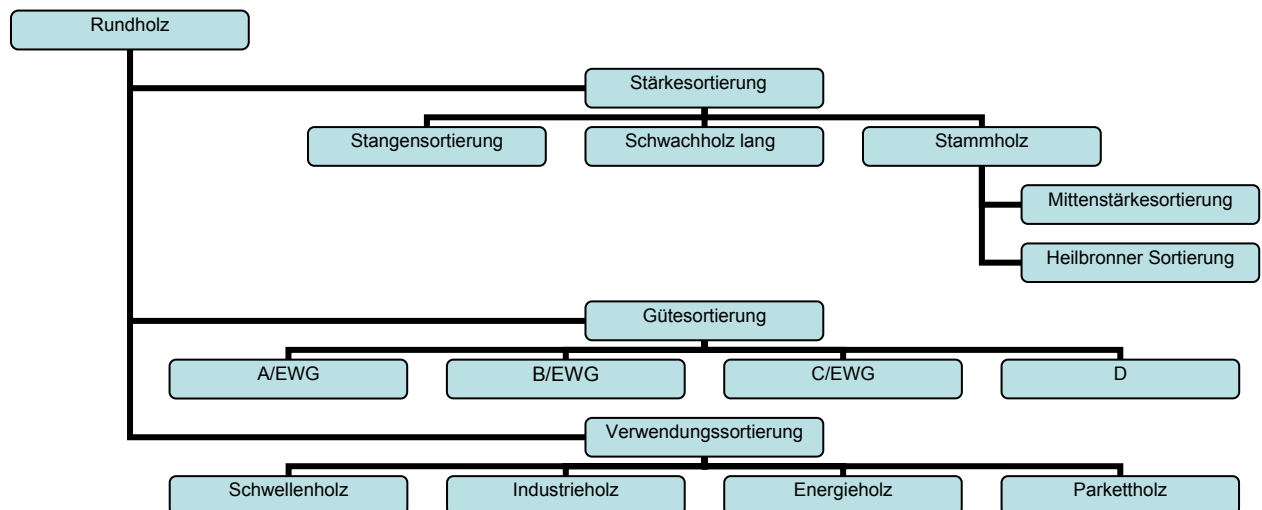 Rundholz
Stärkesortierung
Stangensortierung
Schwachholz lang
Stammholz
Mittenstärkesortierung
Heilbronner Sortierung
Gütesortierung
A/EWG
B/EWG
C/EWG
D
Verwendungssortierung
Schwellenholz
Industrieholz
Energieholz
Parkettholz